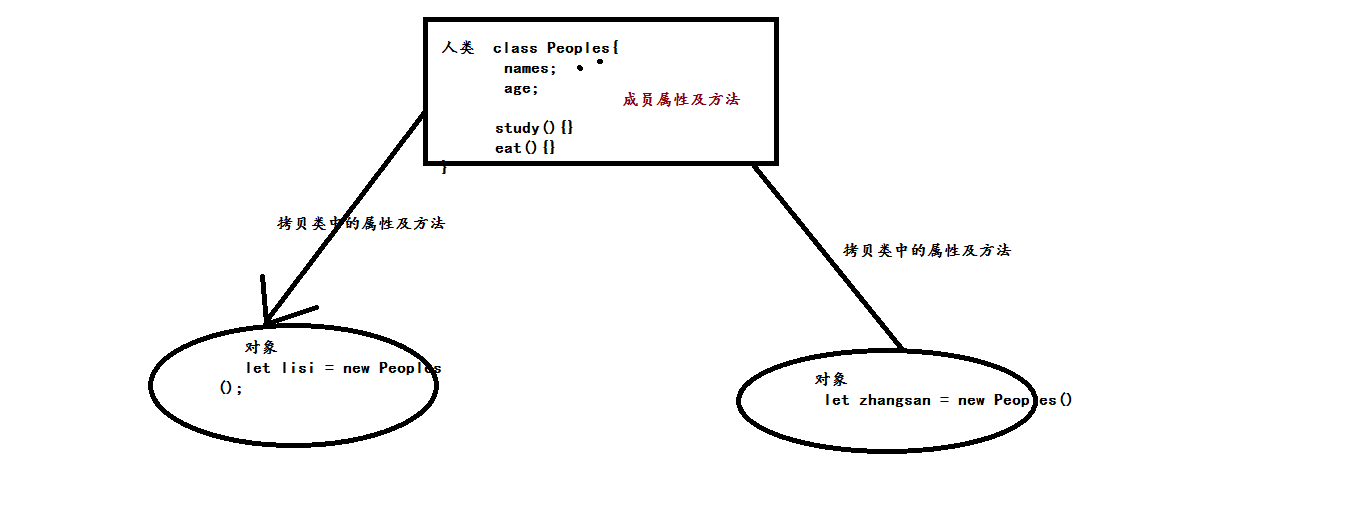 人类 class Peoples{
names;
age;
成员属性及方法
study(){}
eat(){}
}
拷贝类中的属性及方法
拷贝类中的属性及方法
对象
let lisi = new Peoples
();
对象
let zhangsan = new Peoples()